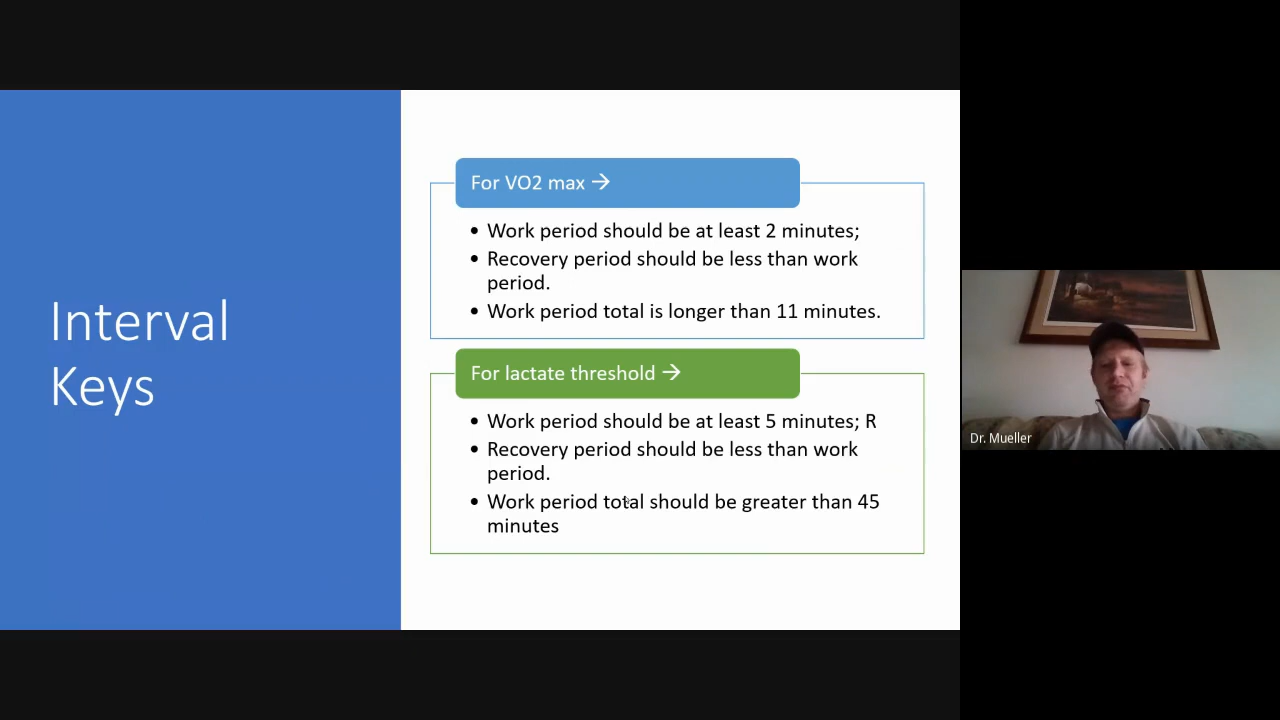 Interval
Keys
For VO2 max →
• Work period should be at least 2 minutes;
• Recovery period should be less than work
period.
• Work period total is longer than 11 minutes.
For lactate threshold →
• Work period should be at least 5 minutes; R
• Recovery period should be less than work
period.
• Work period total should be greater than 45
minutes
Dr. Mueller